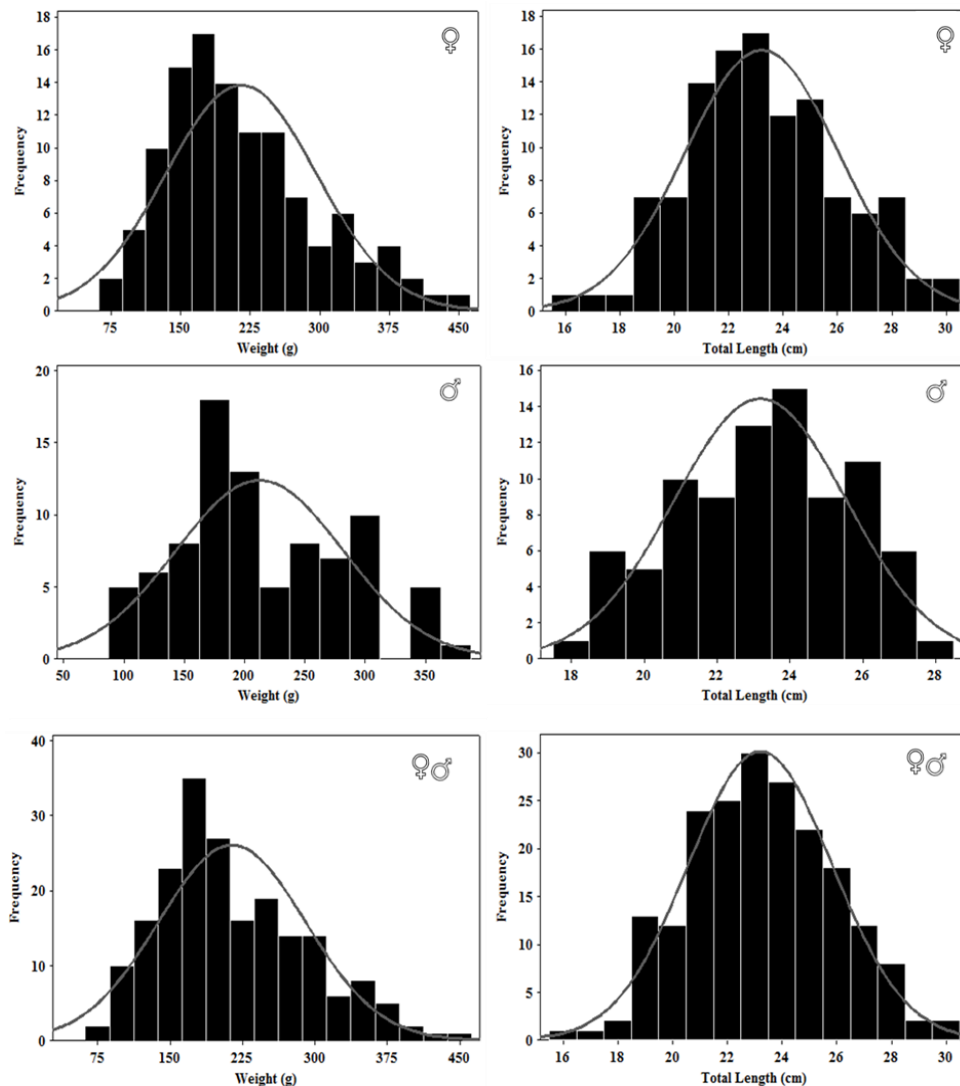 18
16
14
12
10
8
6
4
2
0
Frequency
♀
75 150 225 300 375 450
Weight (g)
18
16
14
12
10
8
6
4
2
0
Frequency
♀
16 18 20 22 24 26 28 30
Total Length (cm)
20
15
10
5
0
Frequency
♂
50 100 150 200 250 300 350
Weight (g)
16
14
12
10
8
6
4
2
0
Frequency
♂
18 20 22 24 26 28
Total Length (cm)
40
30
20
10
0
Frequency
♀♂
75 150 225 300 375 450
Weight (g)
30
25
20
15
10
5
0
Frequency
♀♂
16 18 20 22 24 26 28 30
Total Length (cm)